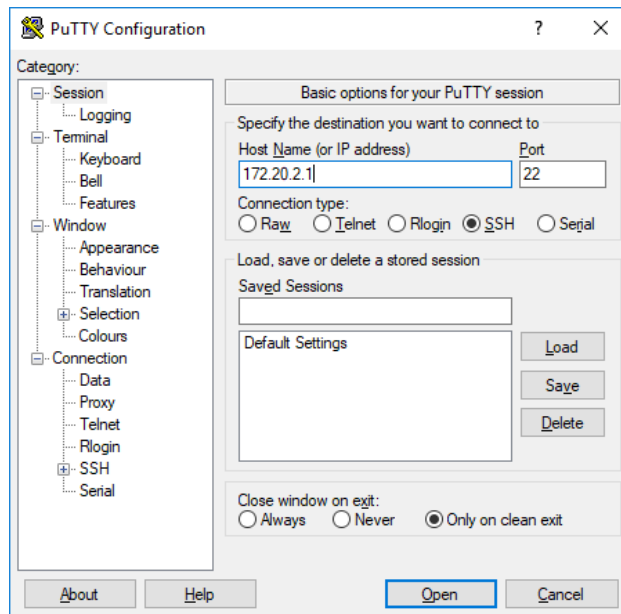 PuTTY Configuration
?
Category:
Session
Logging
Terminal
Keyboard
Bell
Features
Window
Appearance
Behaviour
Translation
Selection
Colours
Connection
Data
Proxy
Telnet
Rlogin
SSH
Serial
Basic options for your PuTTY session
Specify the destination you want to connect to
Host Name (or IP address) Port
172.20.2.1 22
Connection type:
Raw Telnet Rlogin SSH Serial
Load, save or delete a stored session
Saved Sessions
Default Settings
Load
Save
Delete
Close window on exit:
Always Never Only on clean exit
About Help Open Cancel